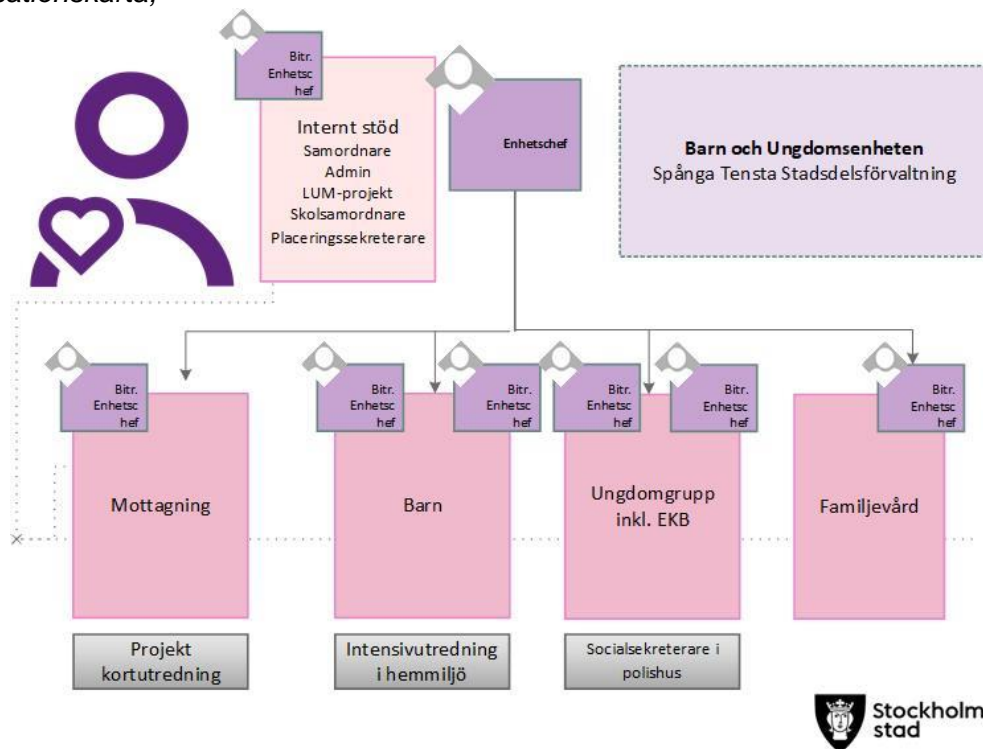 Bitr.
Enhetsc
hef
Internt stöd
Samordnare
Admin
LUM-projekt
Skolsamordnare
Placeringssekreterare
Enhetschef
Barn och Ungdomsenheten
Spånga Tensta Stadsdelsförvaltning
Bitr.
Enhetsc
hef
Mottagning
Bitr.
Enhetsc
hef
Bitr.
Enhetsc
hef
Barn
Bitr.
Enhetsc
hef
Bitr.
Enhetsc
hef
Ungdomgrupp
inkl. EKB
Bitr.
Enhetsc
hef
Familjevård
Projekt
kortutredning
Intensivutredning
i hemmiljö
Socialsekreterare i
polishus
Stockholm
stad